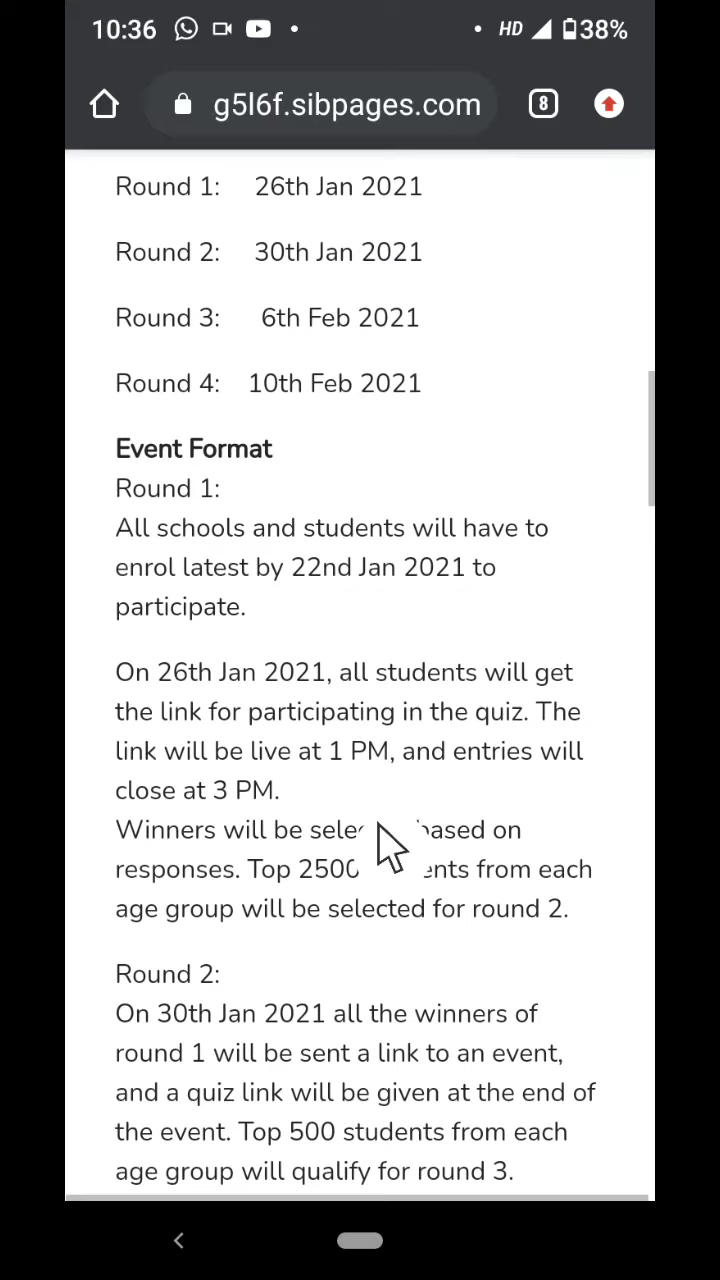 10:36 HD 38%
g5l6f.sibpages.com 8
Round 1: 26th Jan 2021
Round 2: 30th Jan 2021
Round 3: 6th Feb 2021
Round 4: 10th Feb 2021
Event Format
Round 1:
All schools and students will have to
enrol latest by 22nd Jan 2021 to
participate.
On 26th Jan 2021, all students will get
the link for participating in the quiz. The
link will be live at 1 PM, and entries will
close at 3 PM.
Winners will be based on
responses. Top 2500 from each
age group will be selected for round 2.
Round 2:
On 30th Jan 2021 all the winners of
round 1 will be sent a link to an event,
and a quiz link will be given at the end of
the event. Top 500 students from each
age group will qualify for round 3.